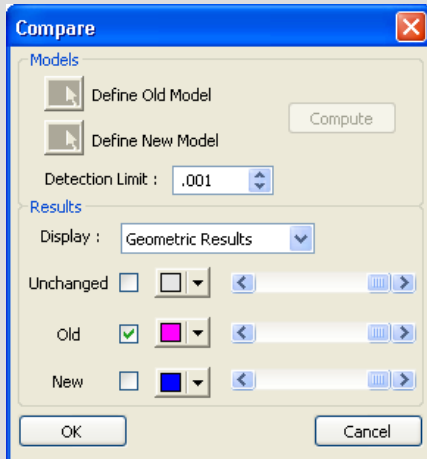 Compare
Models
Define Old Model
Compute
Define New Model
Detection Limit : .001
Results
Display : Geometric Results
Unchanged
Old
New
OK Cancel